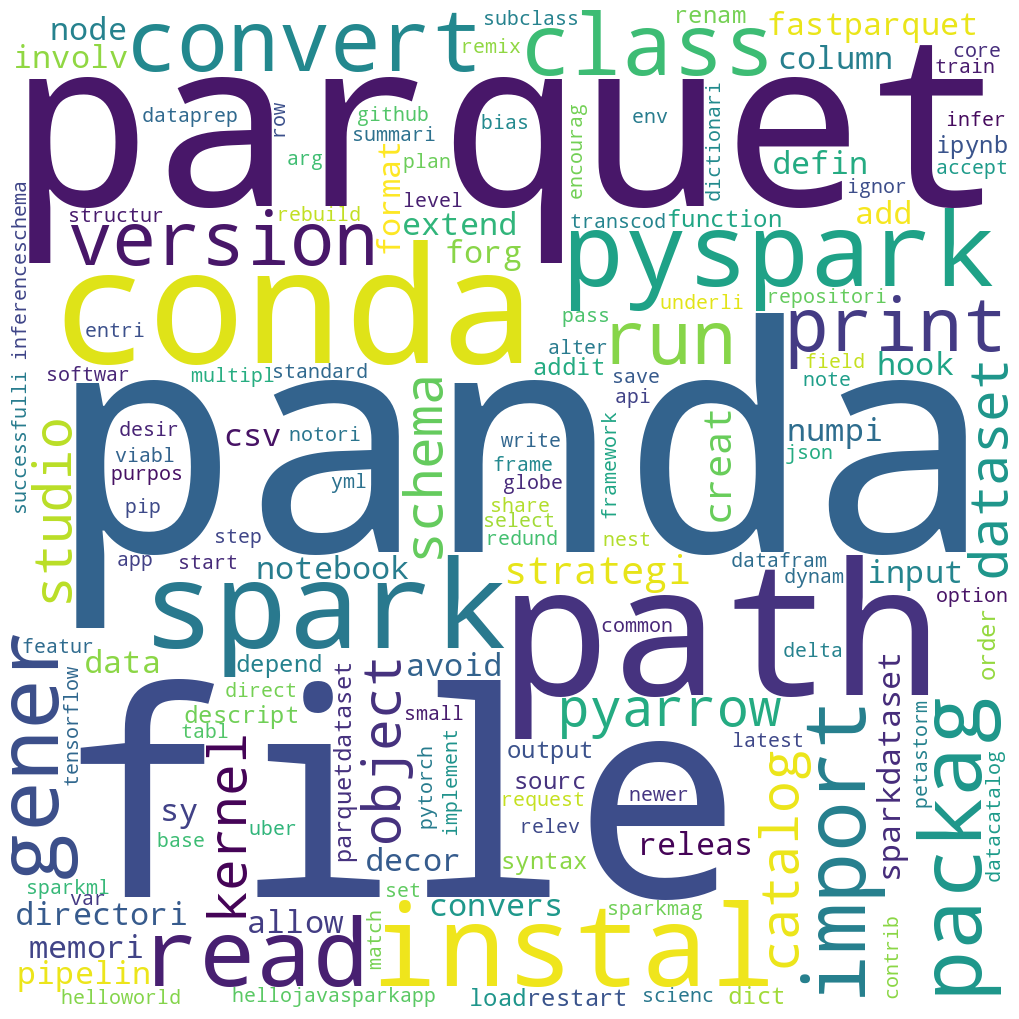 node
convert
subclass
remix
class
renam
fastparquet
involv
column
core
train
parquet
dataprep
row
github
summari
arg
plan
bias
encourag
env
dictionari
defin
infer
ipynb
accept
format
level
ignor
structur
rebuild
version
extend
forg
transcod
function
add
successfulli
inferenceschema
conda
pyspark
underli
repositori
pass
entri
run
print
alter
addit
field
note
hook
softwar
multipl
standard
save
api
panda
studio
desir
viabl
purpos
pip
csv
notori
yml
schema
write
frame
globe
share
select
redund
framework
creat
numpi
json
dataset
step
app
start
nest
notebook
strategi
datafram
dynam
input
option
spark
path
common
gener
featur
data
depend
avoid
delta
order
tensorflow
direct
descript
tabl
parquetdataset
object
small
pyarrow
file
kernel
sy
base
uber
pytorch
implement
output
sourc
request
relev
newer
latest
releas
catalog
import
sparkdataset
packag
petastorm
datacatalog
decor
syntax
sparkml
var
set
directori
allow
match
convers
sparkmag
memori
read
instal
contrib
pipelin
helloworld
hellojavasparkapp
load
restart
scienc
dict